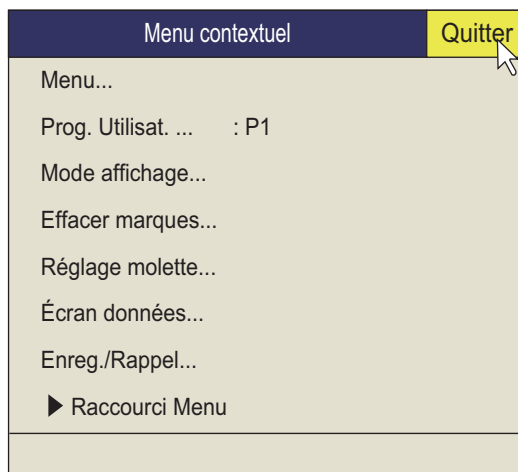 Menu contextuel
Quitter
Menu...
Prog. Utilisat. ... : P1
Mode affichage...
Effacer marques...
Réglage molette...
Écran données...
Enreg./Rappel...
▶ Raccourci Menu